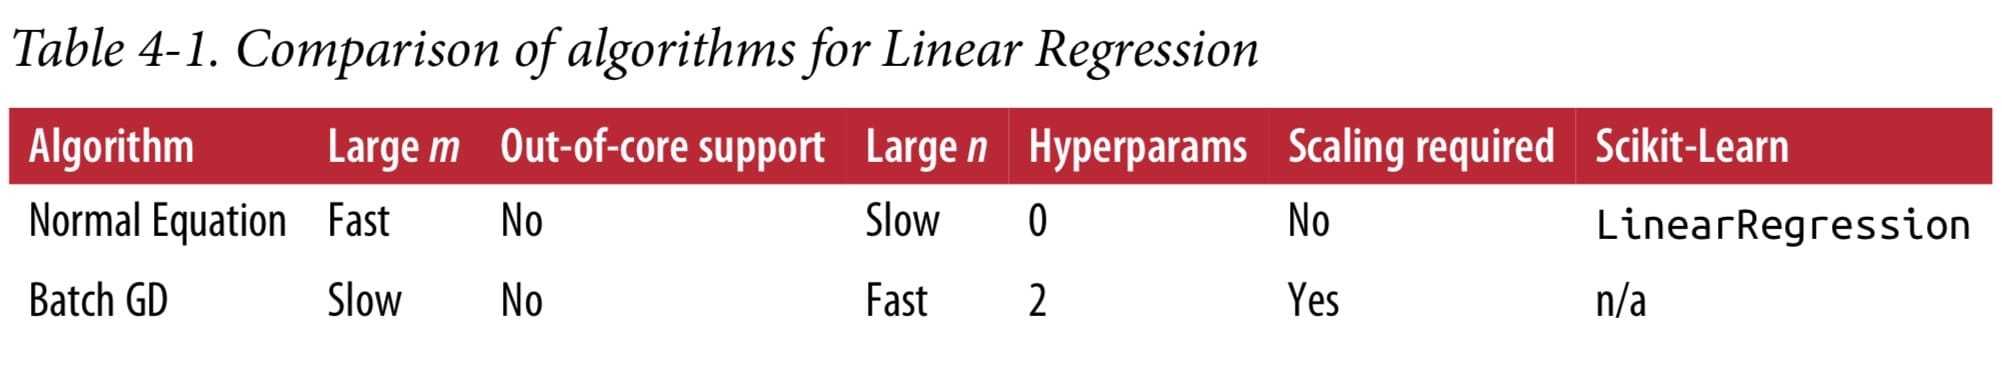 Table 4-1. Comparison of algorithms for Linear Regression
Algorithm Large m Out-of-core support Large n Hyperparams Scaling required Scikit-Learn
Normal Equation Fast No Slow 0 No LinearRegression
Batch GD Slow No Fast 2 Yes n/a